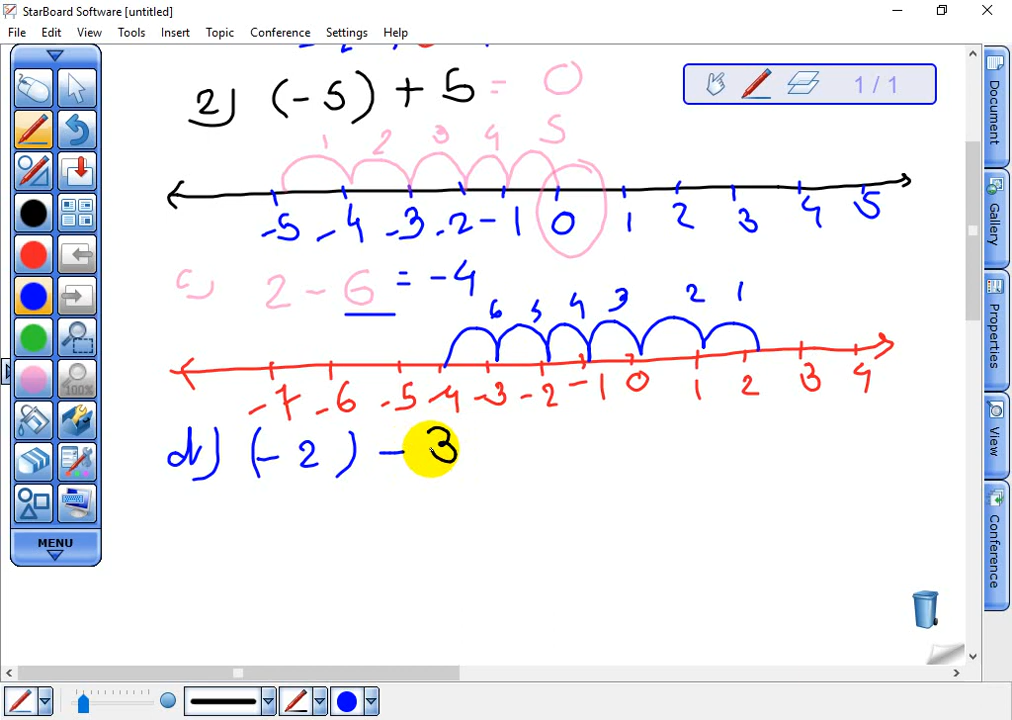 StarBoard Software [untitled]
File Edit View Tools Insert Topic Conference Settings Help
1 / 1
2) (-5) + 5 = 0
1 2 3 4 5
-5 -4 -3 -2 -1 0 1 2 3 4 5
c) 2 - 6 = -4
6 5 4 3 2 1
-7 -6 -5 -4 -3 -2 -1 0 1 2 3 4
d) (-2) - 3
100%
MENU
Document
Gallery
Properties
View
Conference